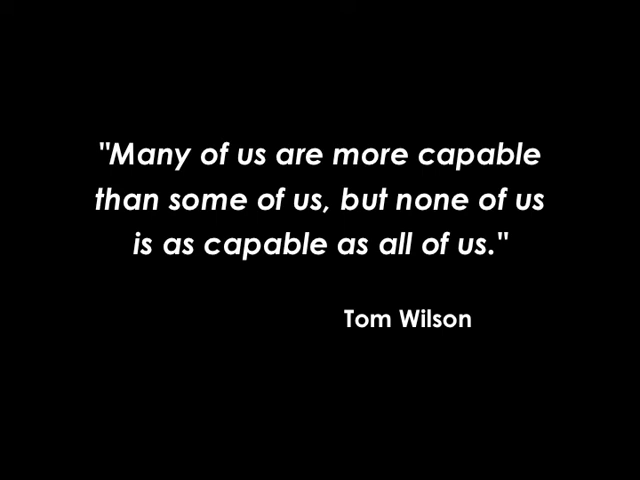 "Many of us are more capable
than some of us, but none of us
is as capable as all of us."
Tom Wilson